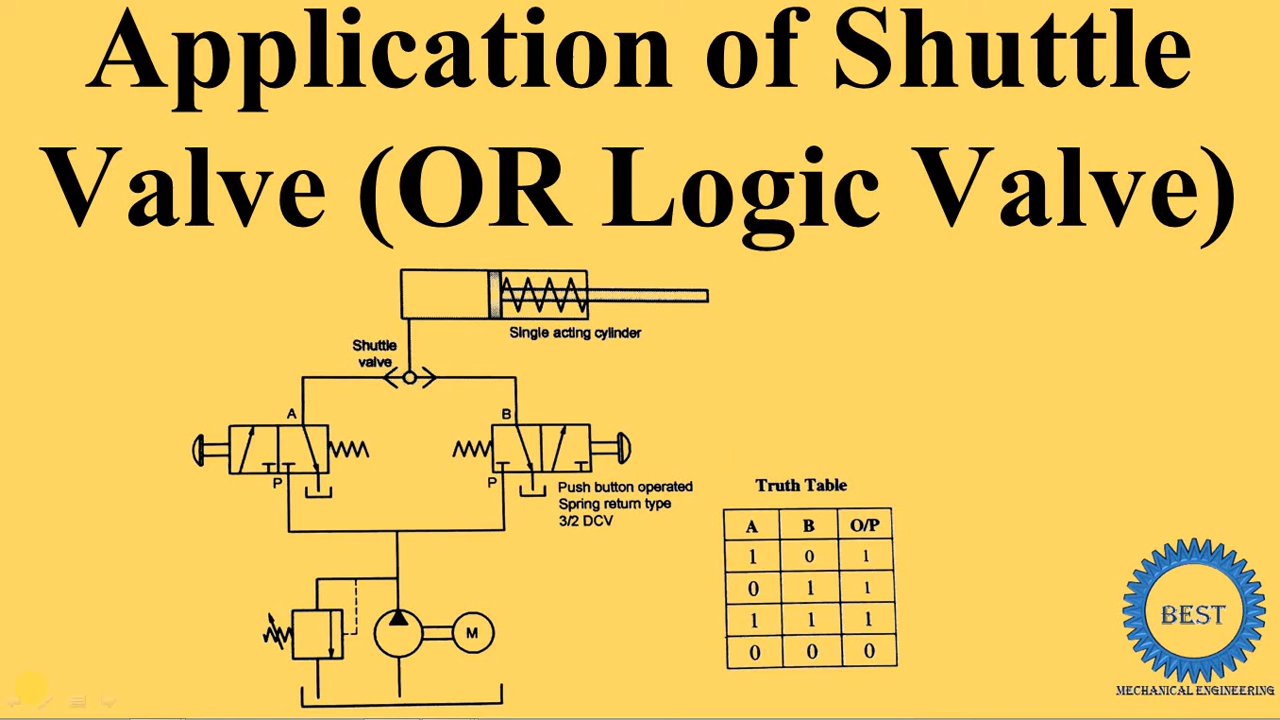 Application of Shuttle
Valve (OR Logic Valve)
Single acting cylinder
Shuttle
valve
A
B
P
P
Push button operated
Spring return type
3/2 DCV
M
Truth Table
A B O/P
1 0 1
0 1 1
1 1 1
0 0 0
BEST
MECHANICAL ENGINEERING